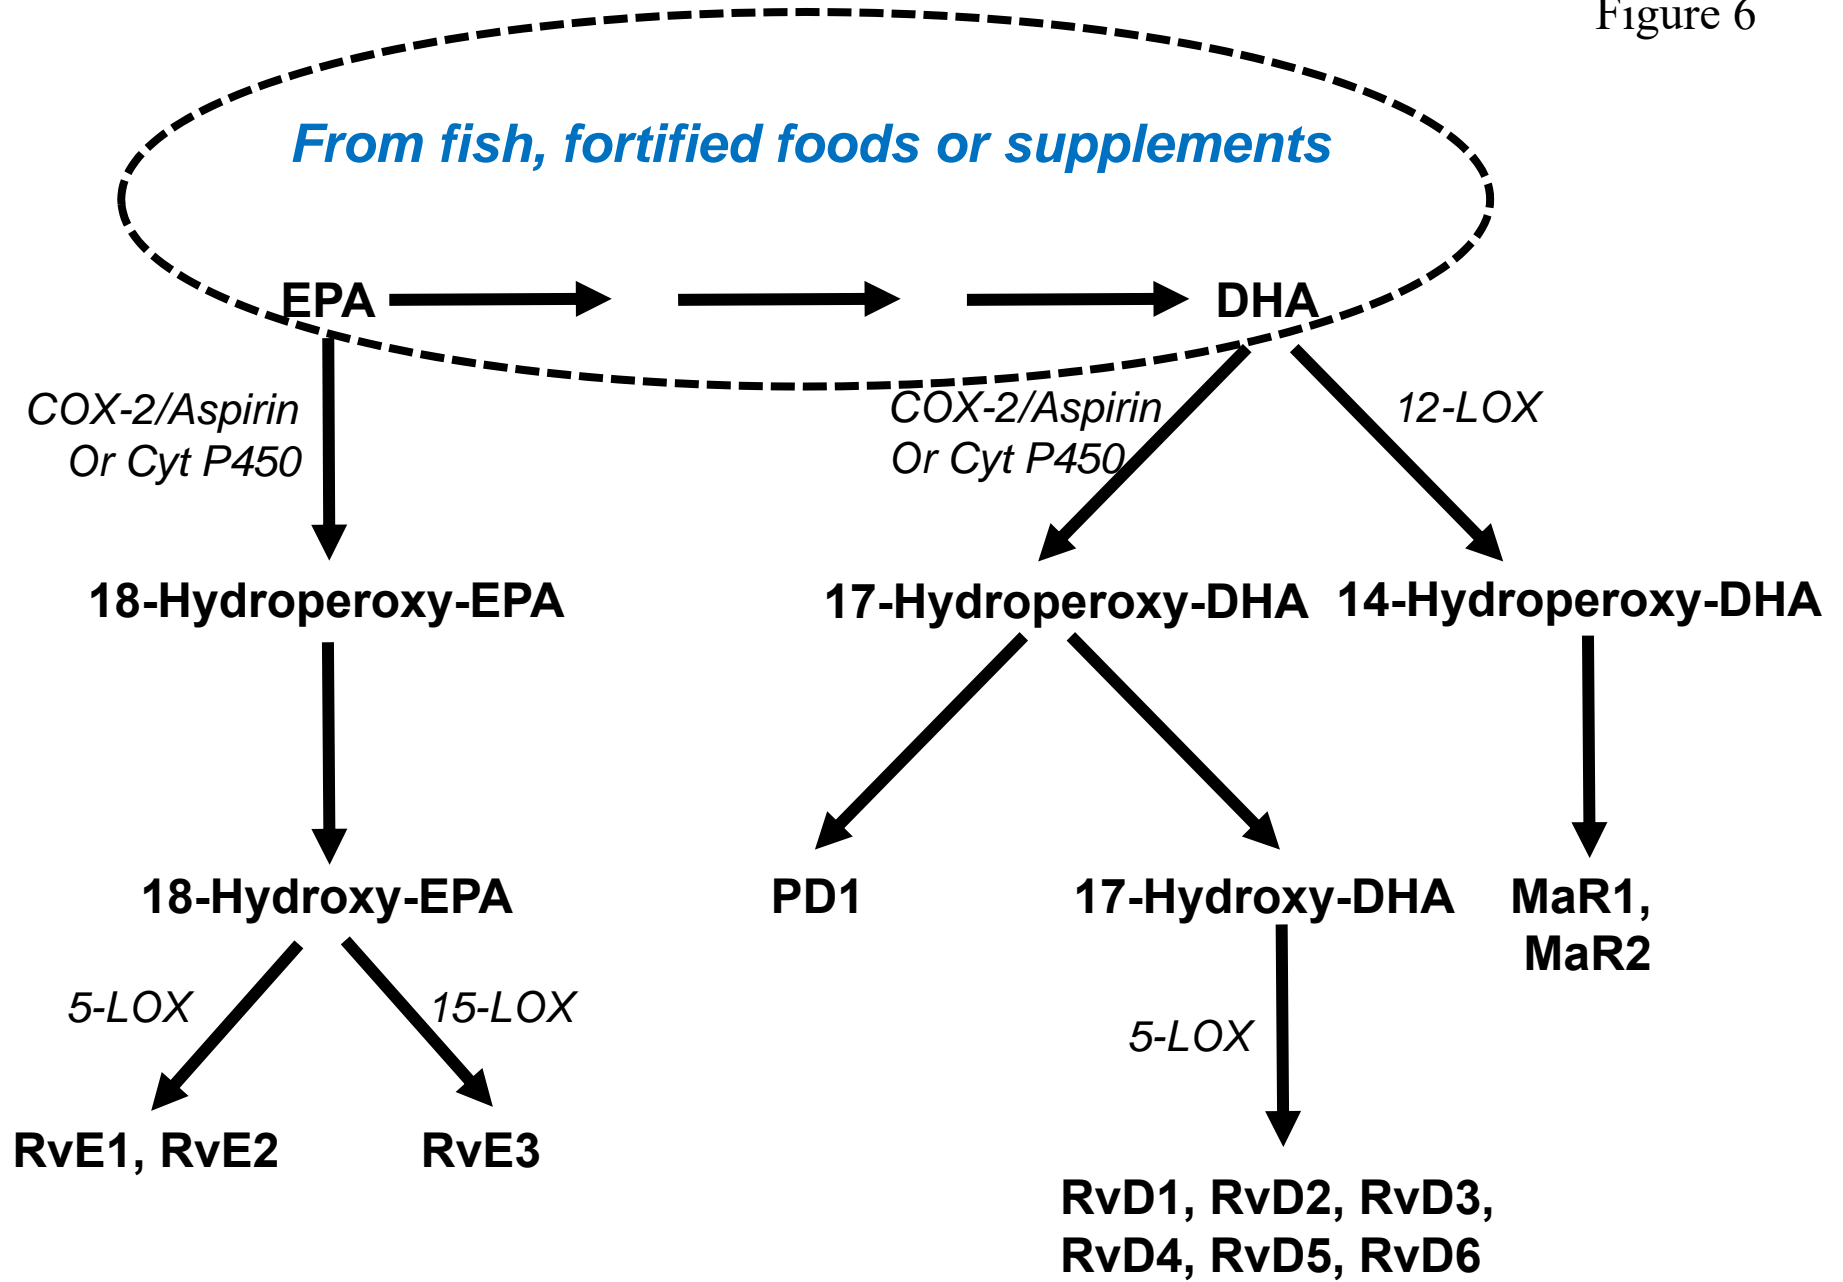 Figure 6
From fish, fortified foods or supplements
EPA
DHA
COX-2/Aspirin
Or Cyt P450
COX-2/Aspirin
Or Cyt P450
12-LOX
18-Hydroperoxy-EPA
17-Hydroperoxy-DHA
14-Hydroperoxy-DHA
18-Hydroxy-EPA
PD1
17-Hydroxy-DHA
MaR1,
MaR2
5-LOX
15-LOX
5-LOX
RvE1, RvE2
RvE3
RvD1, RvD2, RvD3,
RvD4, RvD5, RvD6